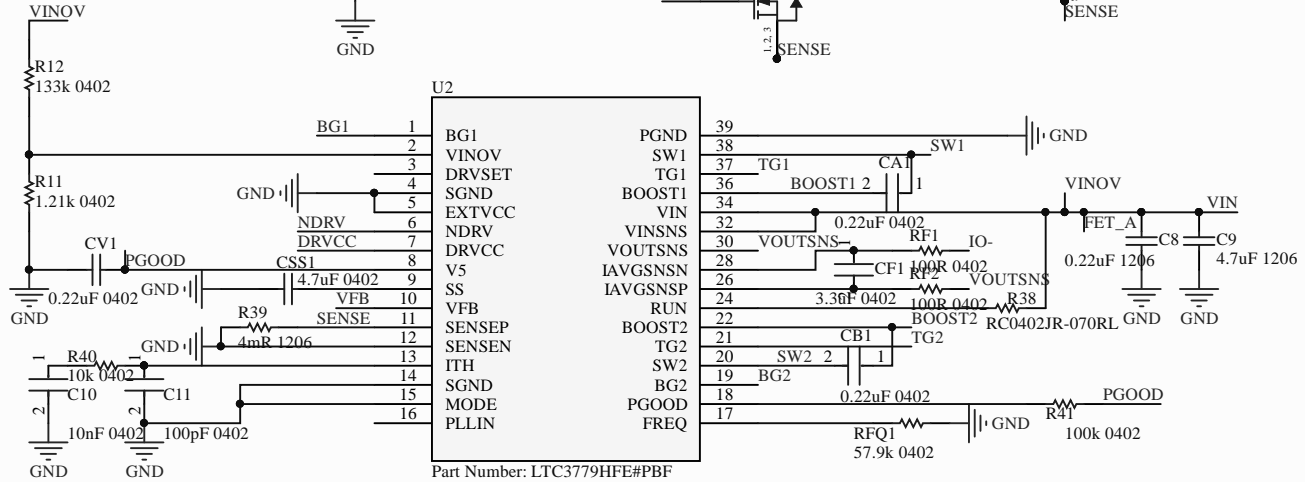 VINOV
GND
1, 2, 3
SENSE
SENSE
R12
133k 0402
R11
1.21k 0402
CV1
0.22uF 0402
PGOOD
GND
GND
BG1
NDRV
DRVCC
GND
CSS1
4.7uF 0402
VFB
SENSE
R39
4mR 1206
GND
R40
10k 0402
1
C10
2
10nF 0402
GND
1
C11
2
100pF 0402
GND
U2
1 BG1
2 VINOV
3 DRVSET
4 SGND
5 EXTVCC
6 NDRV
7 DRVCC
8 V5
9 SS
10 VFB
11 SENSEP
12 SENSEN
13 ITH
14 SGND
15 MODE
16 PLLIN
PGND 39
SW1 38
TG1 37
BOOST1 36
VIN 34
VINSNS 32
VOUTSNS 30
IAVGSNSN 28
IAVGSNSP 26
RUN 24
BOOST2 22
TG2 21
SW2 20
BG2 19
PGOOD 18
FREQ 17
Part Number: LTC3779HFE#PBF
GND
SW1
TG1
CA1
BOOST1 2
1
0.22uF 0402
VINOV
VIN
FET_A
VOUTSNS
1
CF1
3.3nF 0402
RF1
100R 0402
IO-
RF2
100R 0402
VOUTSNS
R38
RC0402JR-070RL
C8
0.22uF 1206
GND
C9
4.7uF 1206
GND
BOOST2
TG2
CB1
SW2 2
1
0.22uF 0402
BG2
PGOOD
R41
100k 0402
GND
RFQ1
57.9k 0402